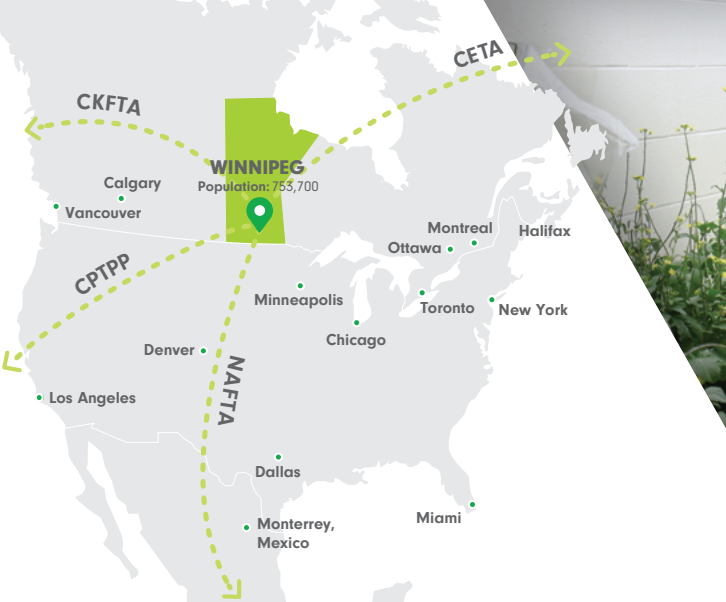 CETA
CKFTA
WINNIPEG
Population: 753,700
Calgary
Vancouver
Montreal
Ottawa
Halifax
CPTPP
Minneapolis
Toronto
New York
Chicago
Denver
NAFTA
Los Angeles
Dallas
Miami
Monterrey,
Mexico